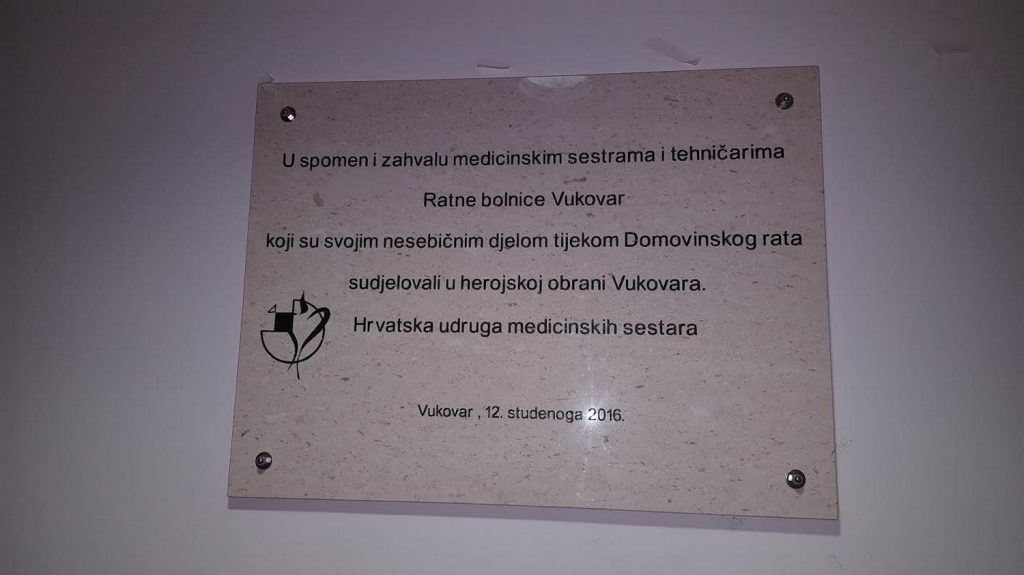 U spomen i zahvalu medicinskim sestrama i tehničarima
Ratne bolnice Vukovar
koji su svojim nesebičnim djelom tijekom Domovinskog rata
sudjelovali u herojskoj obrani Vukovara.
Hrvatska udruga medicinskih sestara
Vukovar , 12. studenoga 2016.